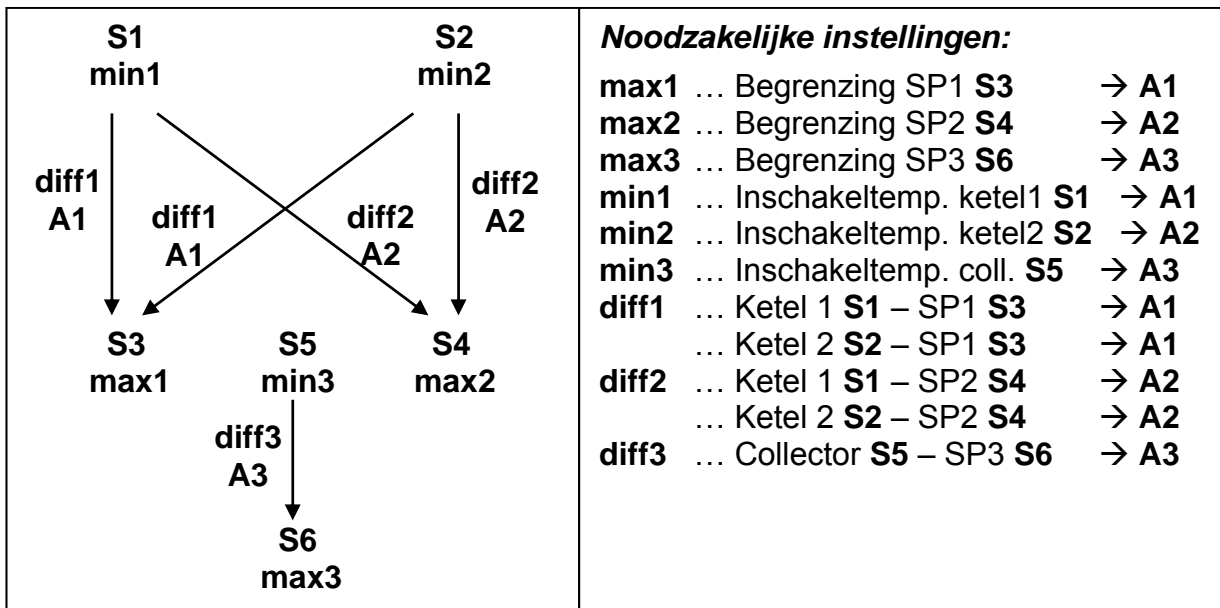 S1 S2
min1 min2
diff1 diff2
A1 A2
diff1 diff2
A1 A2
S3 S5 S4
max1 min3 max2
diff3
A3
S6
max3
Noodzakelijke instellingen:
max1 … Begrenzing SP1 S3 → A1
max2 … Begrenzing SP2 S4 → A2
max3 … Begrenzing SP3 S6 → A3
min1 … Inschakeltemp. ketel1 S1 → A1
min2 … Inschakeltemp. ketel2 S2 → A2
min3 … Inschakeltemp. coll. S5 → A3
diff1 … Ketel 1 S1 – SP1 S3 → A1
… Ketel 2 S2 – SP1 S3 → A1
diff2 … Ketel 1 S1 – SP2 S4 → A2
… Ketel 2 S2 – SP2 S4 → A2
diff3 … Collector S5 – SP3 S6 → A3